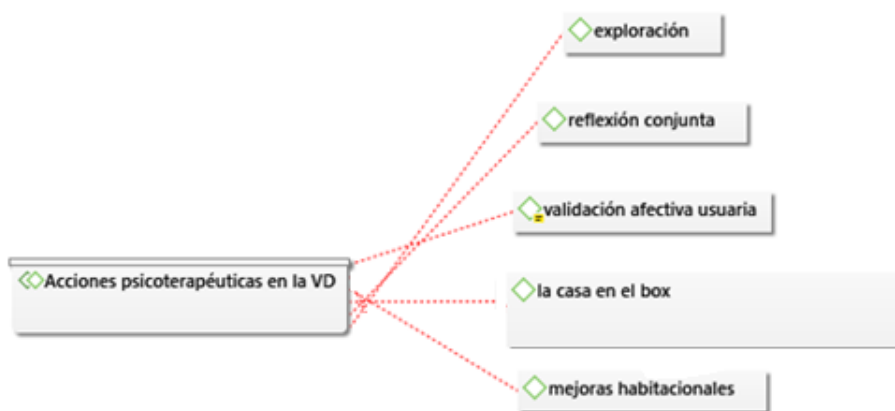 exploración
reflexión conjunta
validación afectiva usuaria
Acciones psicoterapéuticas en la VD
la casa en el box
mejoras habitacionales